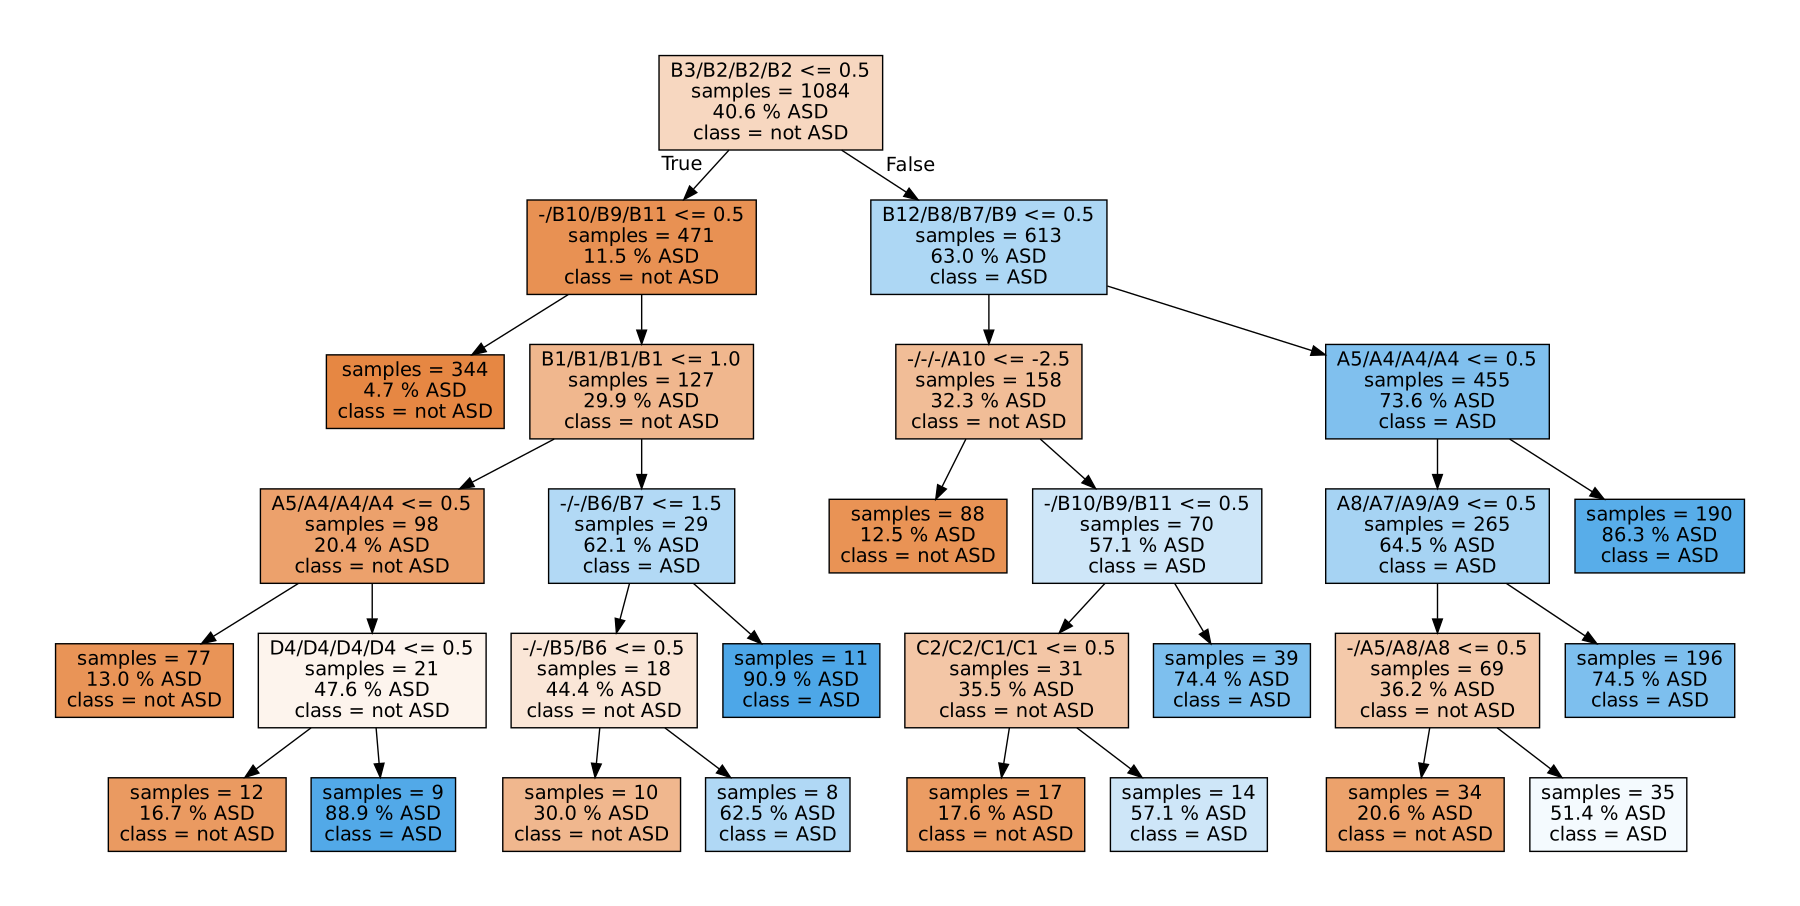 B3/B2/B2/B2 <= 0.5
samples = 1084
40.6 % ASD
class = not ASD
True
False
-/B10/B9/B11 <= 0.5
samples = 471
11.5 % ASD
class = not ASD
B12/B8/B7/B9 <= 0.5
samples = 613
63.0 % ASD
class = ASD
samples = 344
4.7 % ASD
class = not ASD
B1/B1/B1/B1 <= 1.0
samples = 127
29.9 % ASD
class = not ASD
-/-/-/A10 <= -2.5
samples = 158
32.3 % ASD
class = not ASD
A5/A4/A4/A4 <= 0.5
samples = 455
73.6 % ASD
class = ASD
A5/A4/A4/A4 <= 0.5
samples = 98
20.4 % ASD
class = not ASD
-/-/B6/B7 <= 1.5
samples = 29
62.1 % ASD
class = ASD
samples = 88
12.5 % ASD
class = not ASD
-/B10/B9/B11 <= 0.5
samples = 70
57.1 % ASD
class = ASD
A8/A7/A9/A9 <= 0.5
samples = 265
64.5 % ASD
class = ASD
samples = 190
86.3 % ASD
class = ASD
samples = 77
13.0 % ASD
class = not ASD
D4/D4/D4/D4 <= 0.5
samples = 21
47.6 % ASD
class = not ASD
-/-/B5/B6 <= 0.5
samples = 18
44.4 % ASD
class = not ASD
samples = 11
90.9 % ASD
class = ASD
C2/C2/C1/C1 <= 0.5
samples = 31
35.5 % ASD
class = not ASD
samples = 39
74.4 % ASD
class = ASD
-/A5/A8/A8 <= 0.5
samples = 69
36.2 % ASD
class = not ASD
samples = 196
74.5 % ASD
class = ASD
samples = 12
16.7 % ASD
class = not ASD
samples = 9
88.9 % ASD
class = ASD
samples = 10
30.0 % ASD
class = not ASD
samples = 8
62.5 % ASD
class = ASD
samples = 17
17.6 % ASD
class = not ASD
samples = 14
57.1 % ASD
class = ASD
samples = 34
20.6 % ASD
class = not ASD
samples = 35
51.4 % ASD
class = ASD